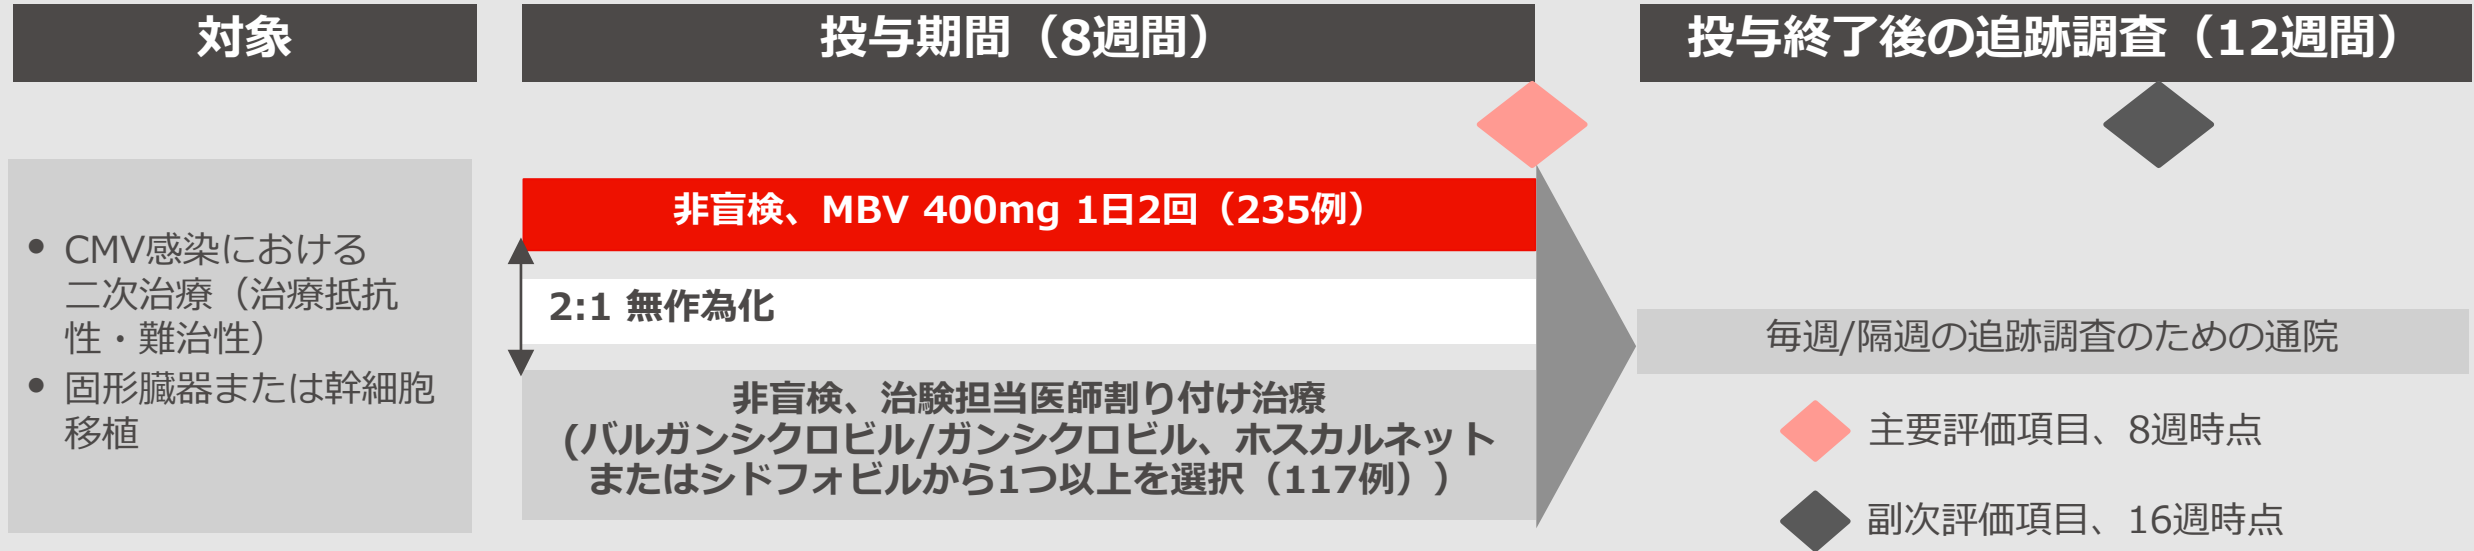 対象
投与期間（8週間）
投与終了後の追跡調査（12週間）
• CMV感染における
二次治療（治療抵抗
性・難治性）
• 固形臓器または幹細胞
移植
非盲検、MBV 400mg 1日2回（235例）
2:1 無作為化
非盲検、治験担当医師割り付け治療
(バルガンシクロビル/ガンシクロビル、ホスカルネット
またはシドフォビルから1つ以上を選択（117例））
毎週/隔週の追跡調査のための通院
主要評価項目、8週時点
副次評価項目、16週時点